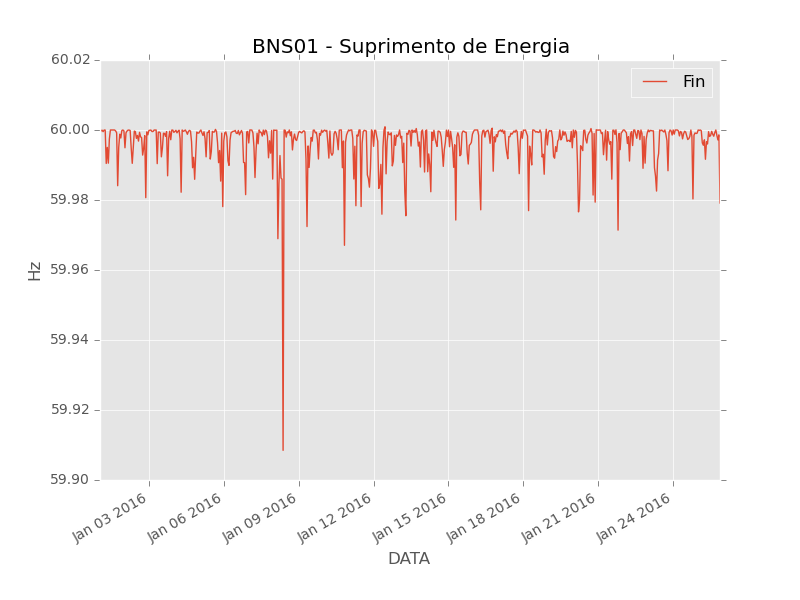 BNS01 - Suprimento de Energia
Fin
60.02
60.00
59.98
59.96
59.94
59.92
59.90
Hz
Jan 03 2016
Jan 06 2016
Jan 09 2016
Jan 12 2016
Jan 15 2016
Jan 18 2016
Jan 21 2016
Jan 24 2016
DATA